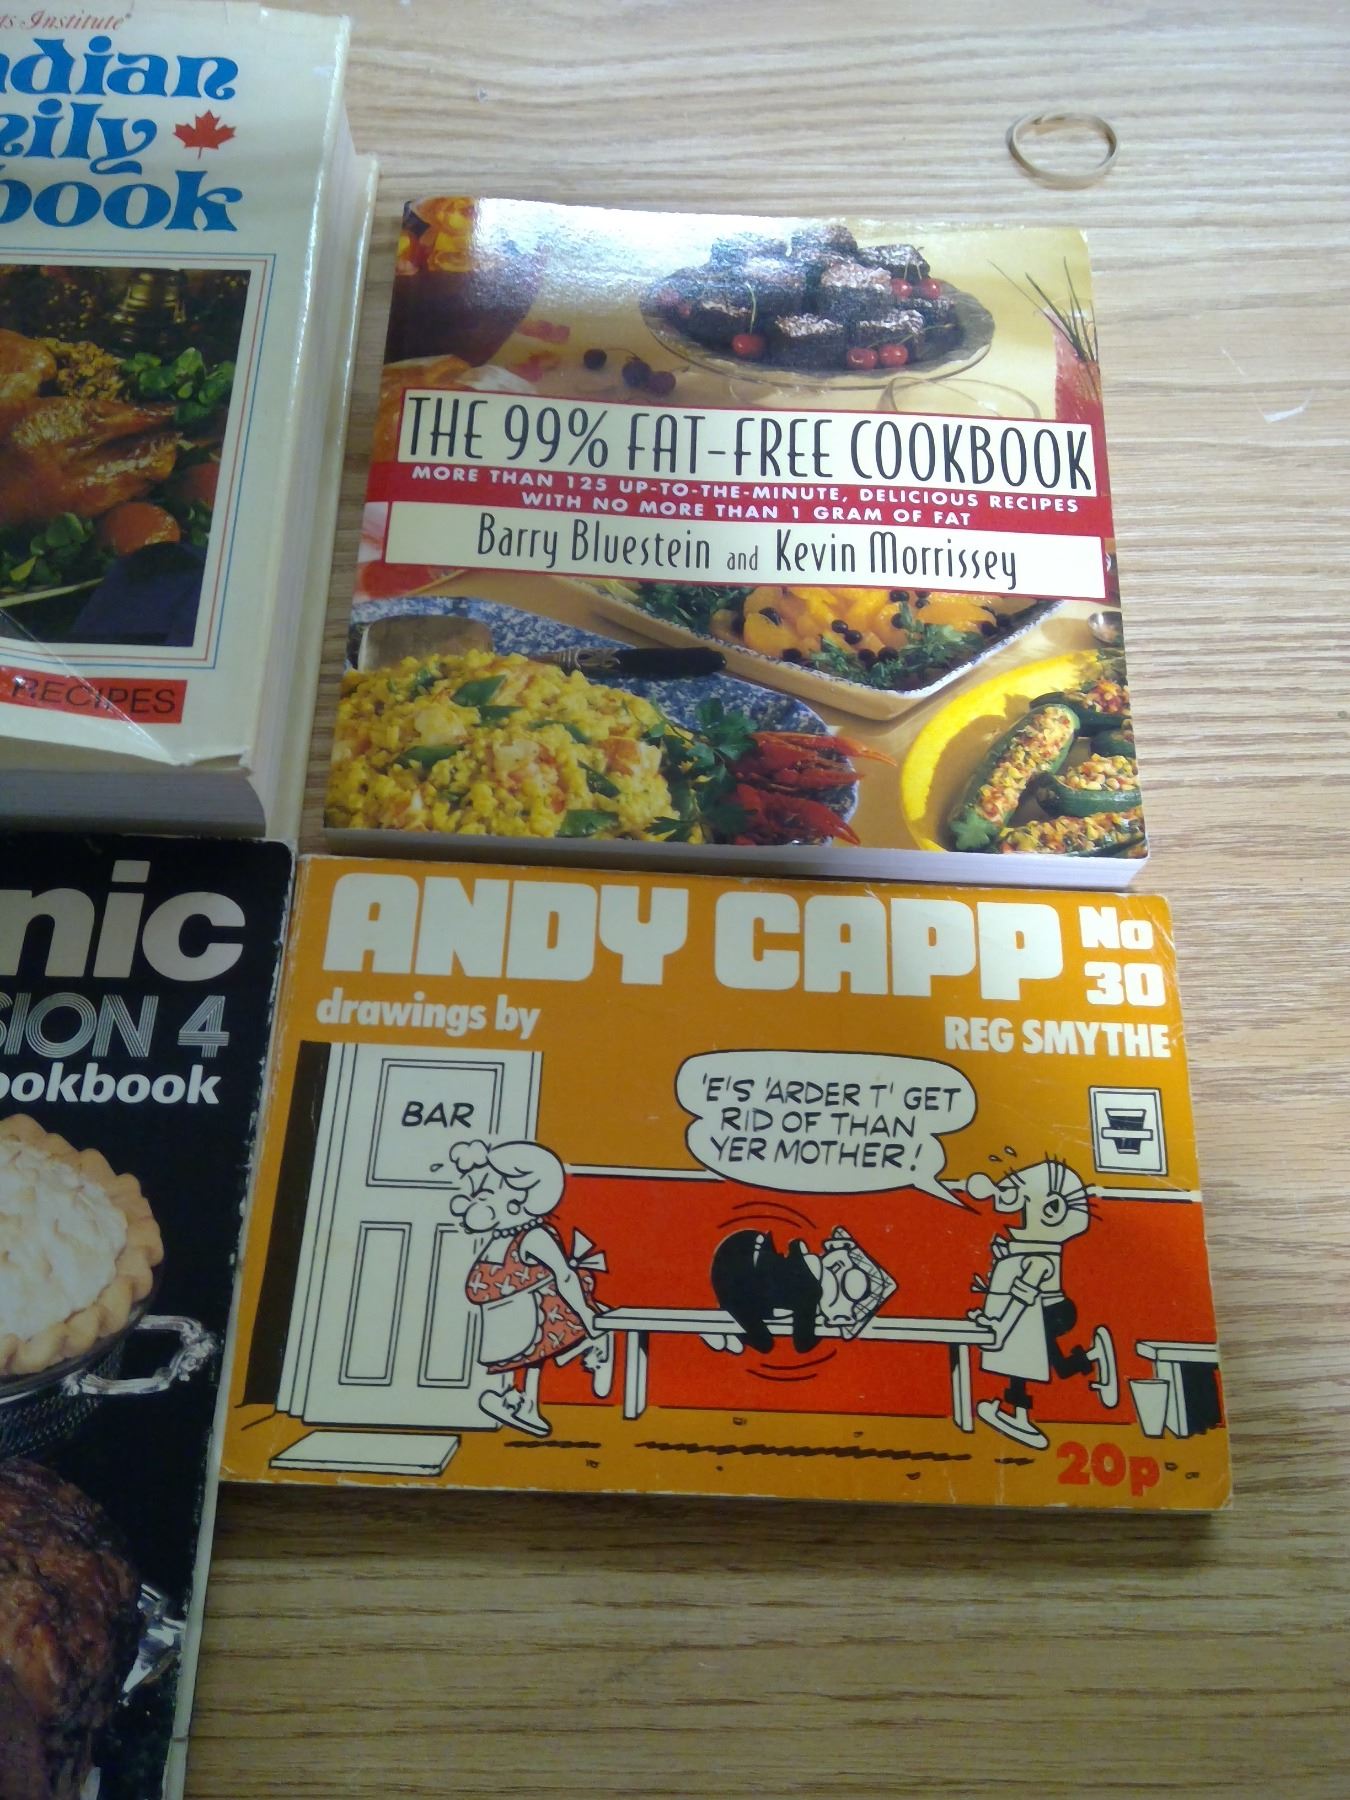 as Institute
adian
mily
book
RECIPES
THE 99% FAT-FREE COOKBOOK
MORE THAN 125 UP-TO-THE-MINUTE, DELICIOUS RECIPES
WITH NO MORE THAN 1 GRAM OF FAT
Barry Bluestein and Kevin Morrissey
nic
SION 4
ookbook
ANDY CAPP No 30
drawings by
REG SMYTHE
BAR
'E'S 'ARDER T' GET
RID OF THAN
YER MOTHER!
20p